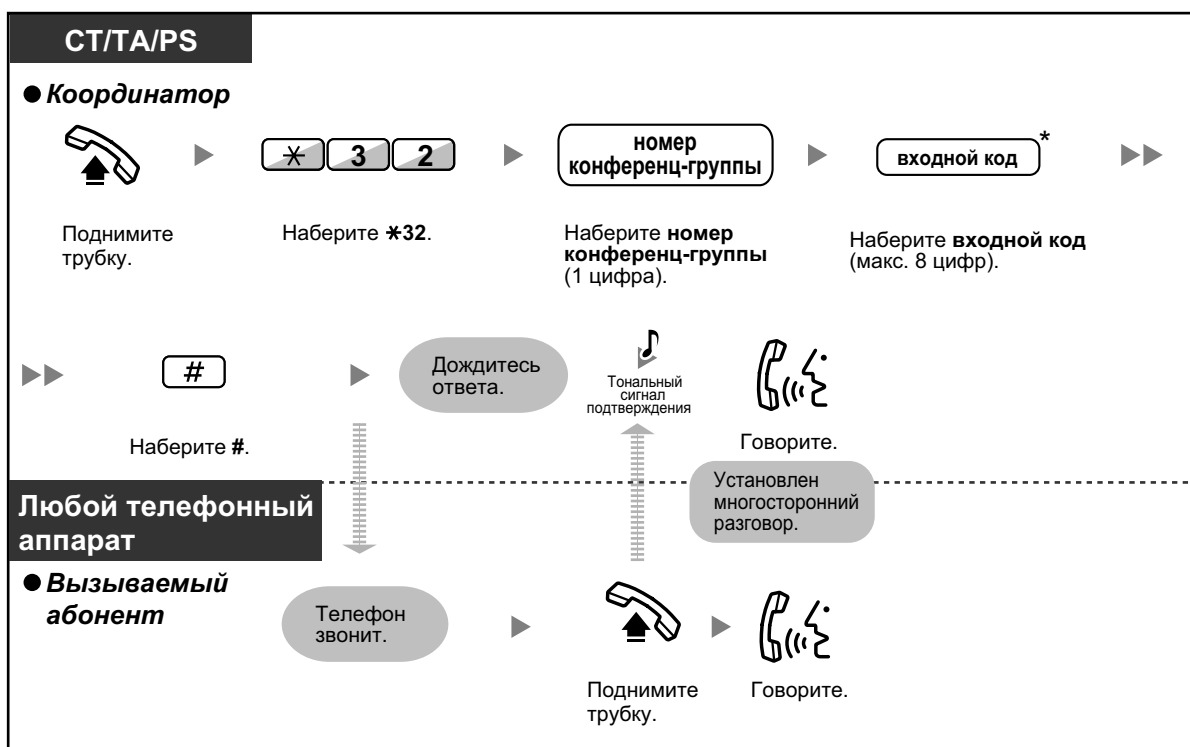 CT/TA/PS
● Координатор
✳ 3 2
номер
конференц-группы
входной код *
Поднимите
трубку.
Наберите ✳32.
Наберите номер
конференц-группы
(1 цифра).
Наберите входной код
(макс. 8 цифр).
#
Дождитесь
ответа.
Тональный
сигнал
подтверждения
Наберите #.
Говорите.
Установлен
многосторонний
разговор.
Любой телефонный
аппарат
● Вызываемый
абонент
Телефон
звонит.
Поднимите
трубку.
Говорите.